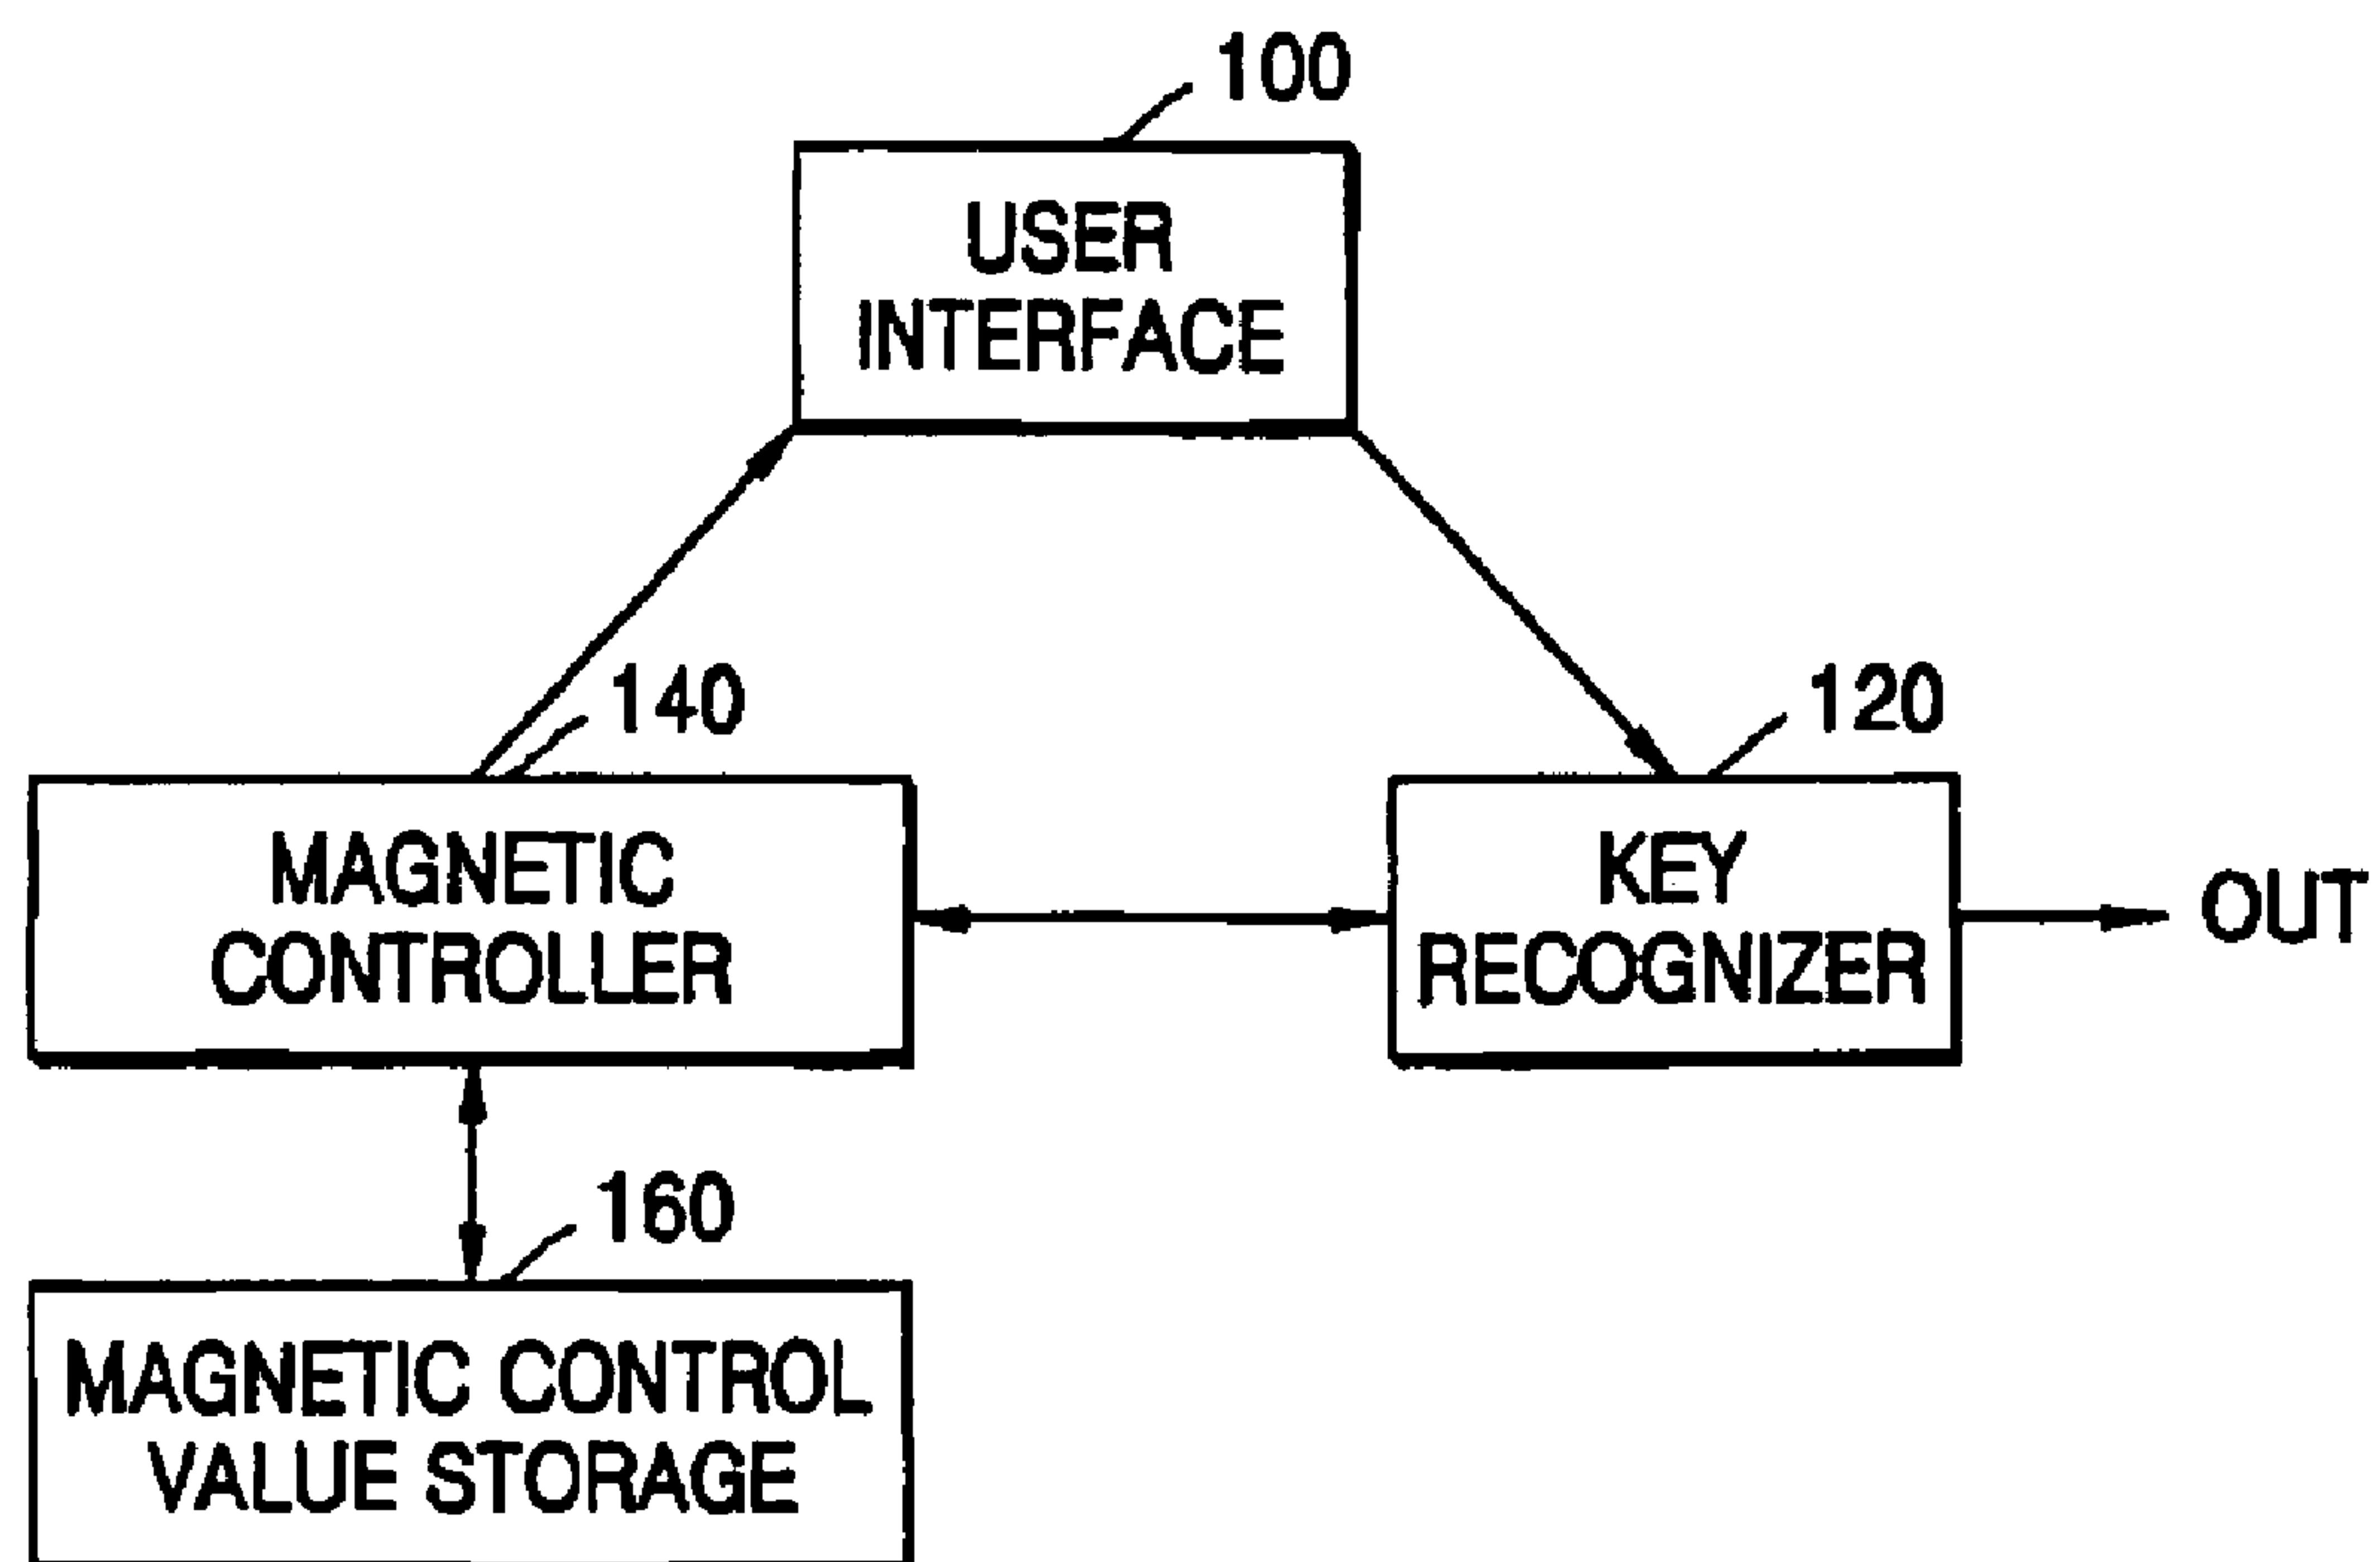 100
USER
INTERFACE
140
120
MAGNETIC
CONTROLLER
KEY
RECOGNIZER
OUT
160
MAGNETIC CONTROL
VALUE STORAGE